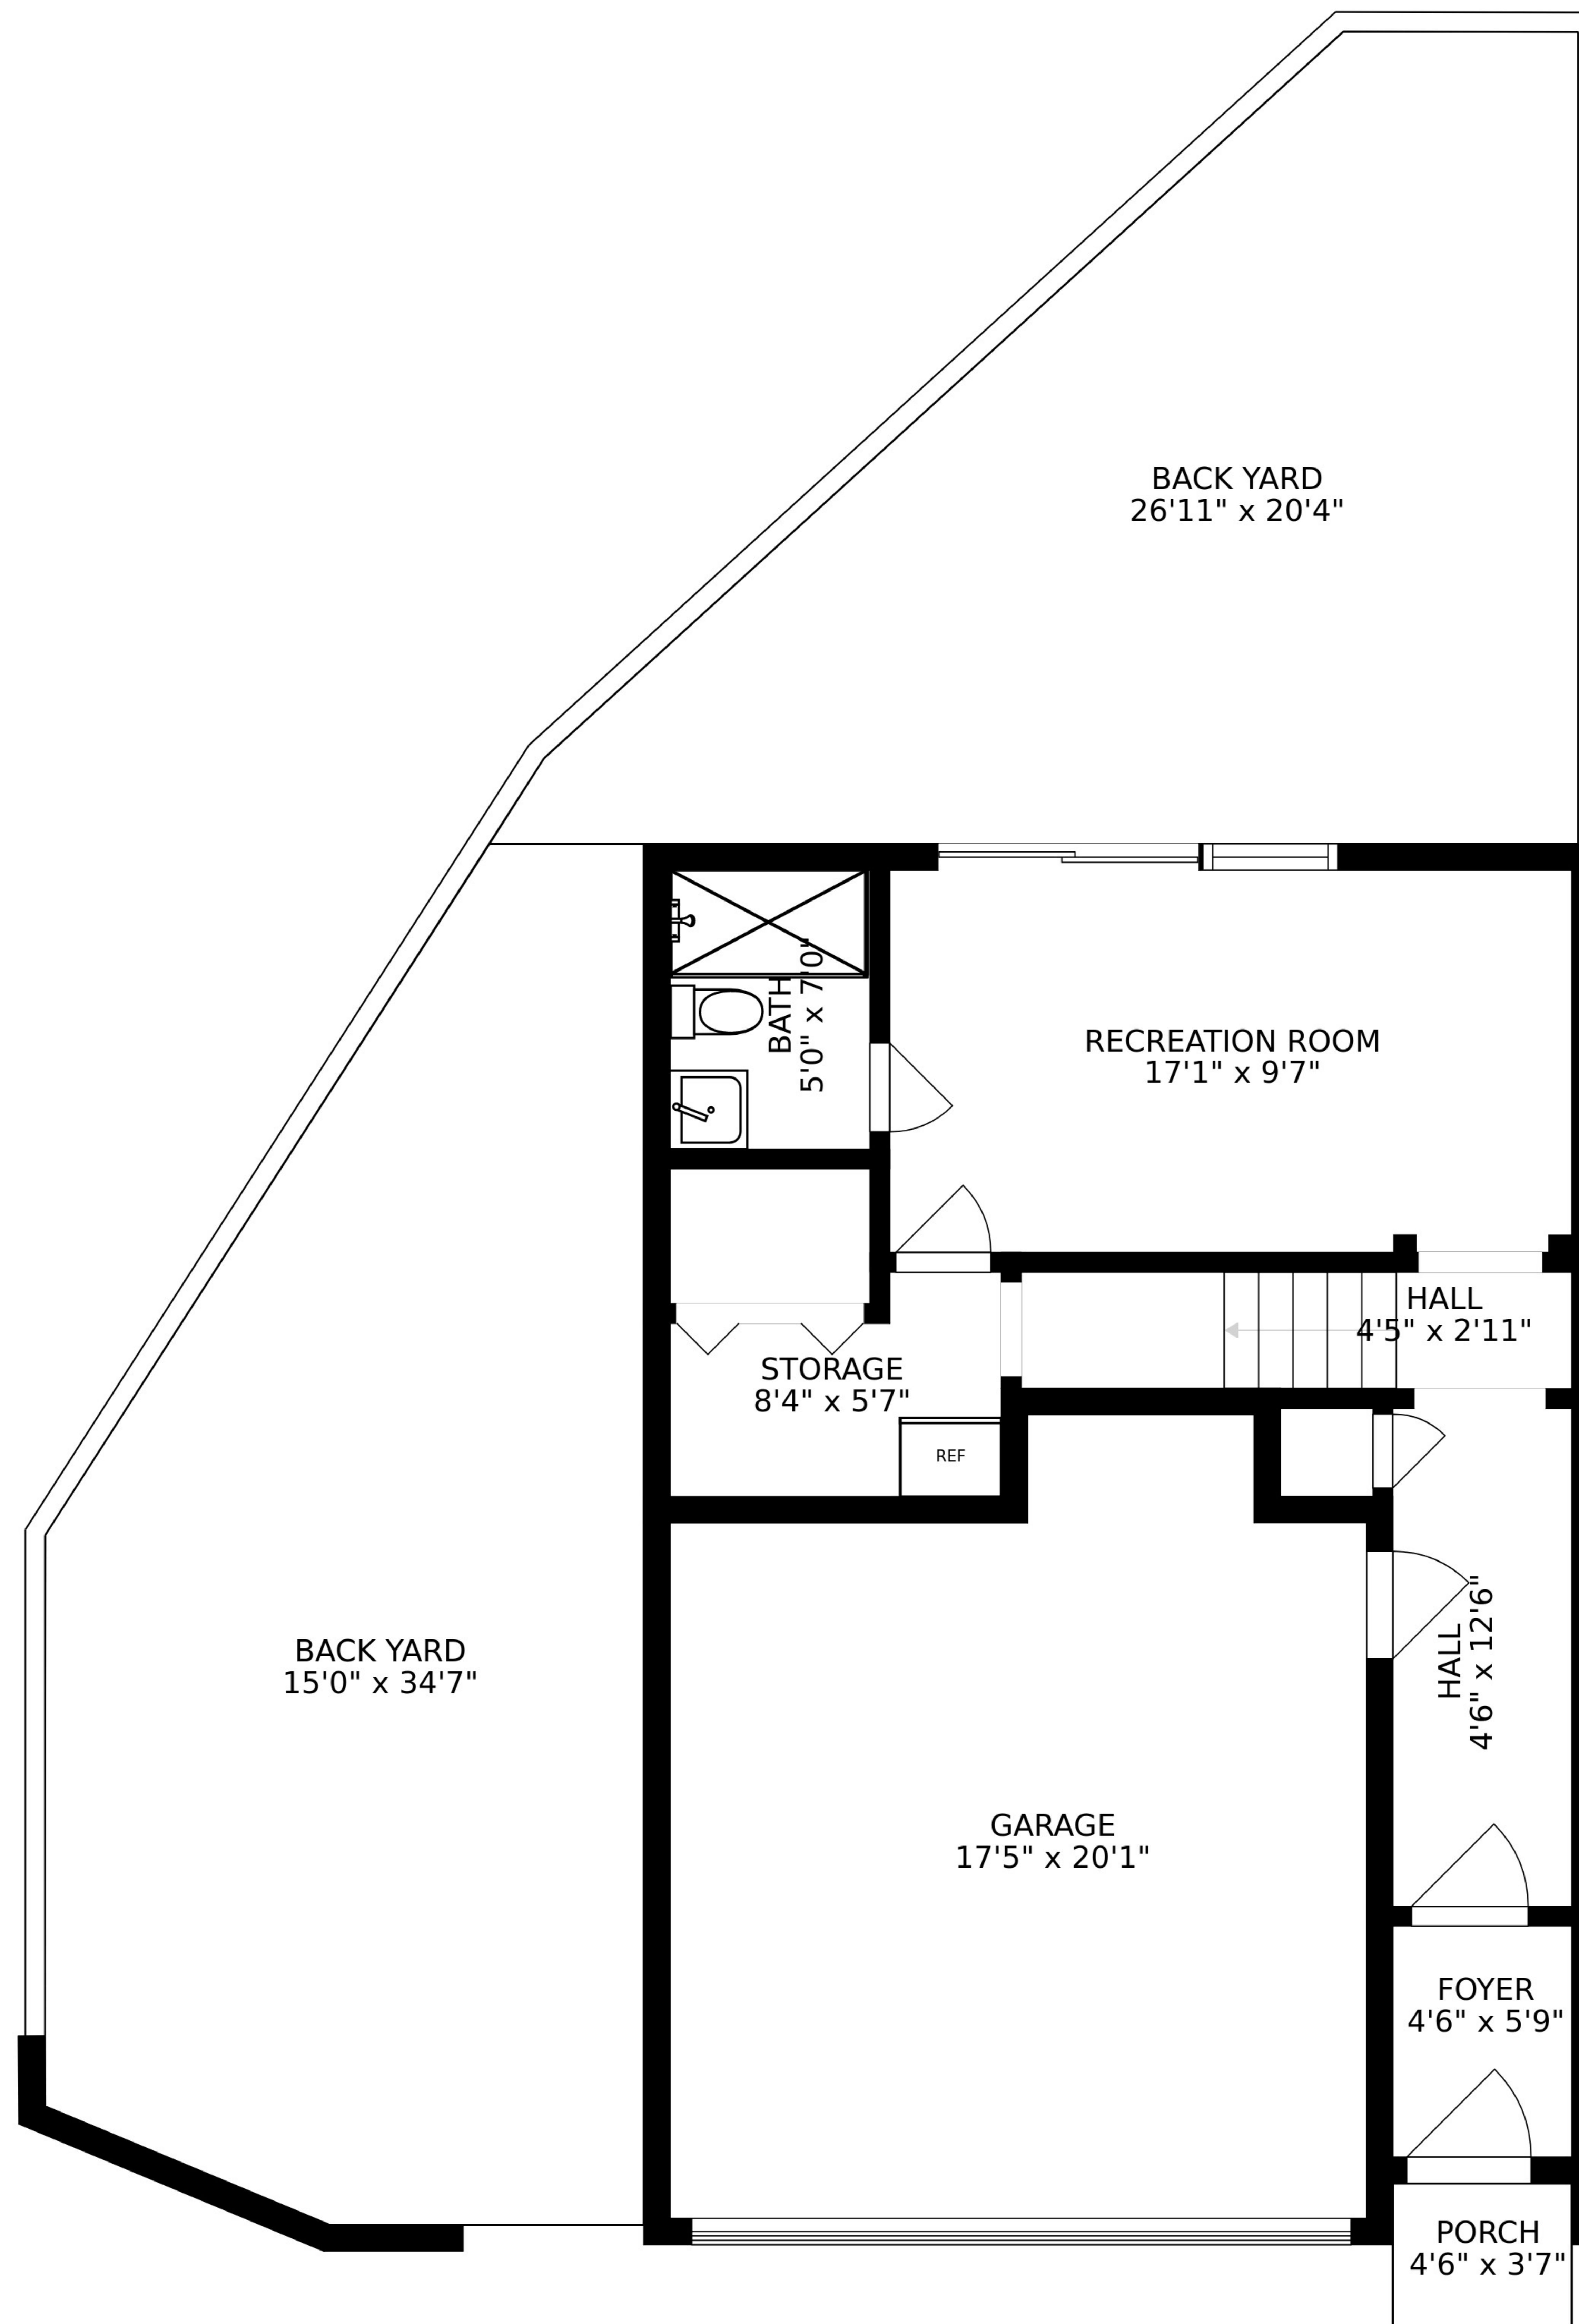 BACK YARD
26'11" x 20'4"
BATH
5'0" x 7'0"
RECREATION ROOM
17'1" x 9'7"
HALL
4'5" x 2'11"
STORAGE
8'4" x 5'7"
REF
BACK YARD
15'0" x 34'7"
HALL
4'6" x 12'6"
GARAGE
17'5" x 20'1"
FOYER
4'6" x 5'9"
PORCH
4'6" x 3'7"